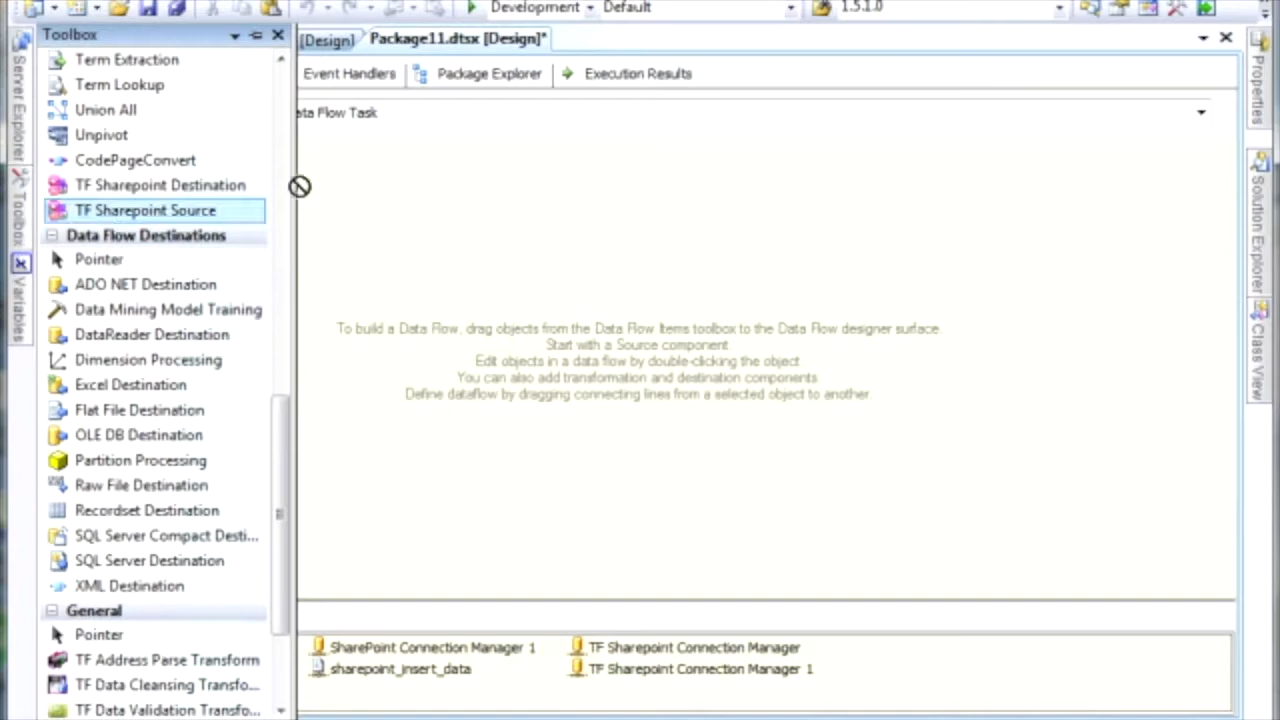 Development
Default
1.5.1.0
Toolbox
[Design]
Package11.dtsx [Design]*
Event Handlers
Package Explorer
Execution Results
ata Flow Task
Term Extraction
Term Lookup
Union All
Unpivot
CodePageConvert
TF Sharepoint Destination
TF Sharepoint Source
Data Flow Destinations
Pointer
ADO NET Destination
Data Mining Model Training
DataReader Destination
Dimension Processing
Excel Destination
Flat File Destination
OLE DB Destination
Partition Processing
Raw File Destination
Recordset Destination
SQL Server Compact Desti...
SQL Server Destination
XML Destination
General
Pointer
TF Address Parse Transform
TF Data Cleansing Transfo...
TF Data Validation Transfo...
To build a Data Flow, drag objects from the Data Flow Items toolbox to the Data Flow designer surface.
Start with a Source component
Edit objects in a data flow by double-clicking the object
You can also add transformation and destination components.
Define dataflow by dragging connecting lines from a selected object to another
SharePoint Connection Manager 1
TF Sharepoint Connection Manager
sharepoint_insert_data
TF Sharepoint Connection Manager 1
Server Explorer
Toolbox
Variables
Properties
Solution Explorer
Class View